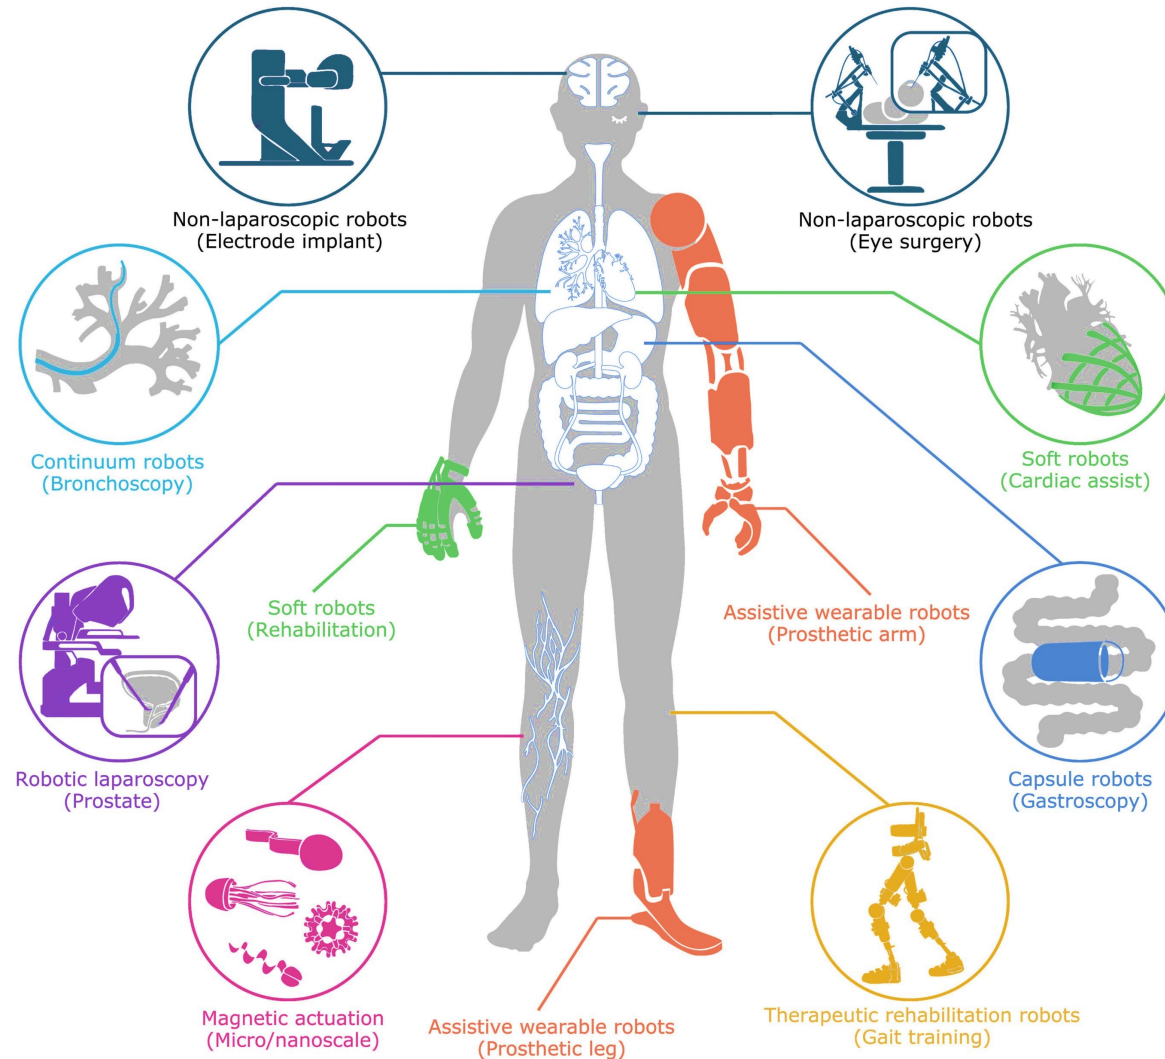 Non-laparoscopic robots
(Electrode implant)
Non-laparoscopic robots
(Eye surgery)
Continuum robots
(Bronchoscopy)
Soft robots
(Cardiac assist)
Soft robots
(Rehabilitation)
Assistive wearable robots
(Prosthetic arm)
Robotic laparoscopy
(Prostate)
Capsule robots
(Gastroscopy)
Magnetic actuation
(Micro/nanoscale)
Assistive wearable robots
(Prosthetic leg)
Therapeutic rehabilitation robots
(Gait training)